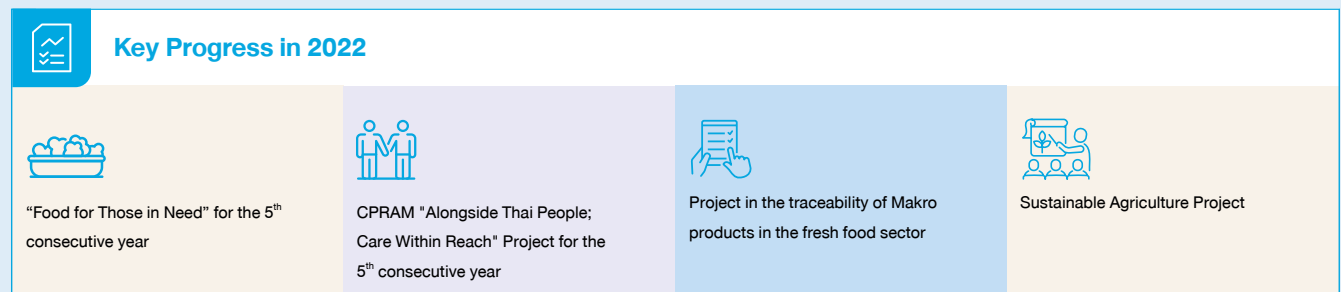 Key Progress in 2022
“Food for Those in Need” for the 5th
consecutive year
CPRAM "Alongside Thai People;
Care Within Reach" Project for the
5th consecutive year
Project in the traceability of Makro
products in the fresh food sector
Sustainable Agriculture Project